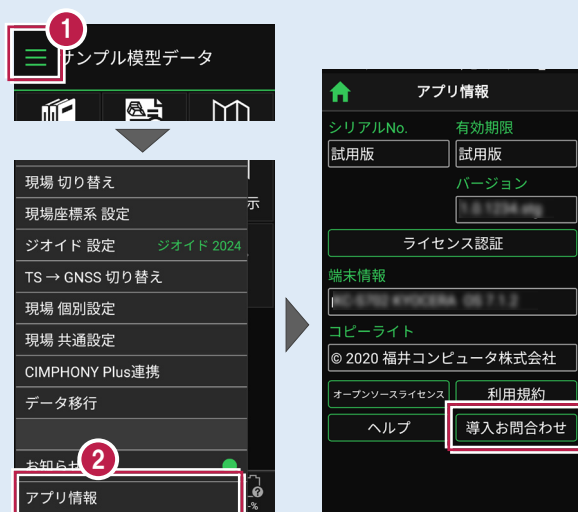 1
サンプル模型データ
現場 切り替え
示
現場座標系 設定
ジオイド 設定 ジオイド 2024
TS → GNSS 切り替え
現場 個別設定
現場 共通設定
CIMPHONY Plus連携
データ移行
お知らせ
2
アプリ情報
-%
アプリ情報
シリアルNo. 有効期限
試用版 試用版
バージョン
ライセンス認証
端末情報
コピーライト
© 2020 福井コンピュータ株式会社
オープンソースライセンス 利用規約
ヘルプ 導入お問合わせ